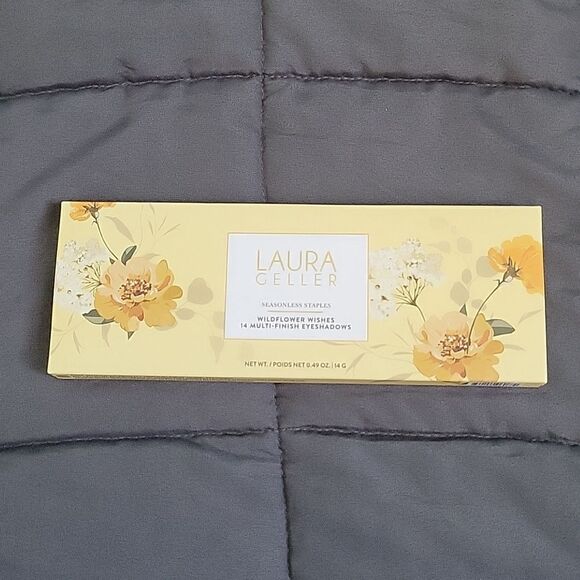 LAURA
GELLER
SEASONLESS STAPLES
WILDFLOWER WISHES
14 MULTI-FINISH EYESHADOWS
NET WT. / POIDS NET 0.49 OZ. | 14 G